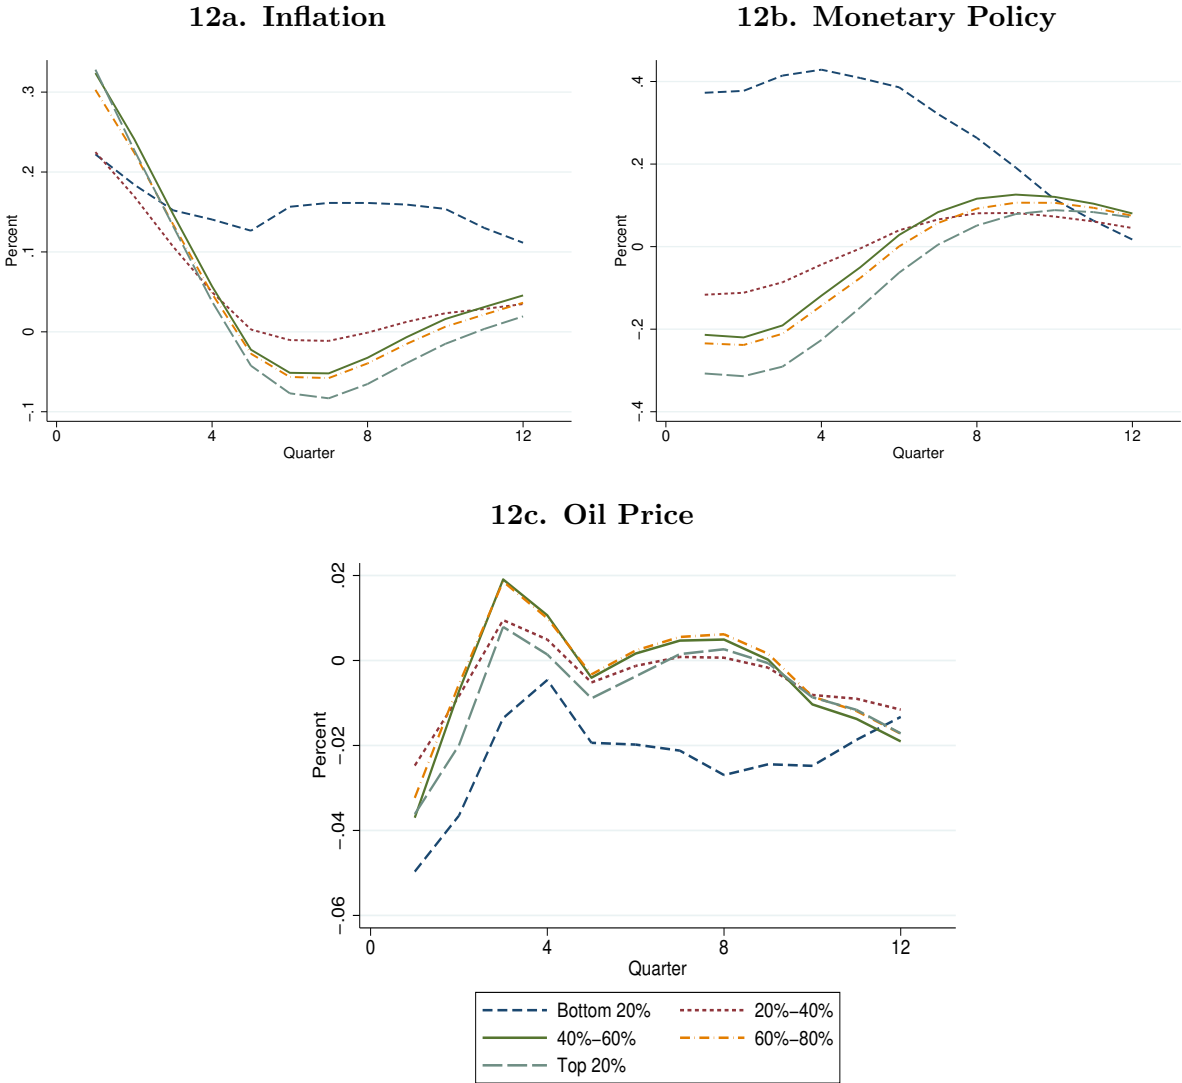 12a. Inflation
12b. Monetary Policy
Percent
.3
.2
.1
0
−.1
0 4 8 12
Quarter
Percent
.4
.2
0
−.2
−.4
0 4 8 12
Quarter
12c. Oil Price
Percent
.02
0
−.02
−.04
−.06
0 4 8 12
Quarter
Bottom 20% 20%−40%
40%−60% 60%−80%
Top 20%